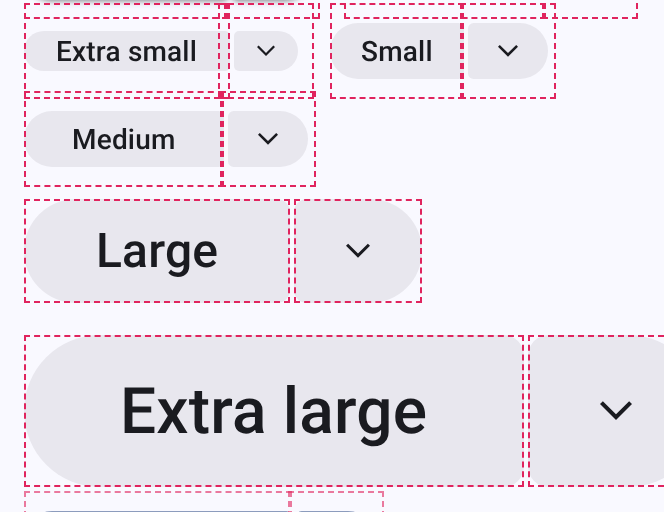 Extra small
Small
Medium
Large
Extra large